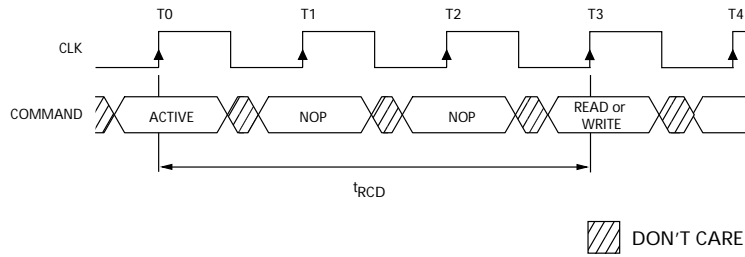 T0 T1 T2 T3 T4
CLK
COMMAND ACTIVE NOP NOP READ or
WRITE
tRCD
DON'T CARE